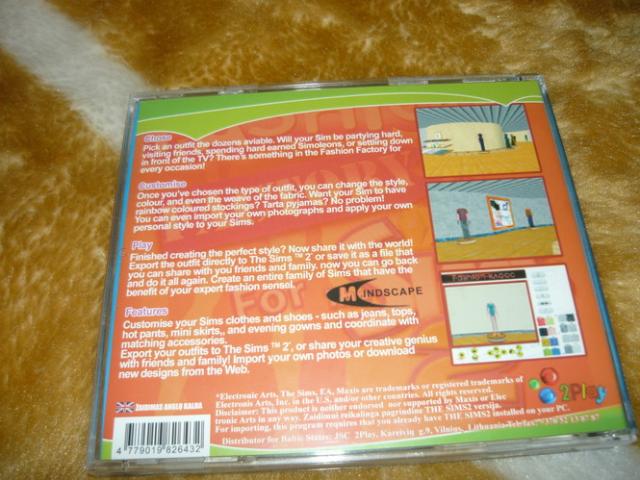 Chose
Pick an outfit the dozens aviable. Will your Sim be partying hard,
visiting friends, spending hard earned Simoleons, or settling down
in front of the TV? There's something in the Fashion Factory for
every occasion!
Customise
Once you've chosen the type of outfit, you can change the style,
colour, and even the weave of the fabric. Want your Sim to have
rainbow coloured stockings? Tarta pyjamas? No problem!
You can even import your own photographs and apply your own
personal style to your Sims.
Play
Finished creating the perfect style? Now share it with the world!
Export the outfit directly to The Sims ™ 2* or save it as a file that
you can share with you friends and family. now you can go back
and do it all again. Create an entire family of Sims that have the
benefit of your expert fashion sense!
MINDSCAPE
Features
Customise your Sims clothes and shoes - such as jeans, tops,
hot pants, mini skirts,, and evening gowns and coordinate with
matching accessories.
Export your outfits to The Sims ™ 2*, or share your creative genius
with friends and family! Import your own photos or download
new designs from the Web.
*Electronic Arts, The Sims, EA, Maxis are trademarks or registered trademarks of
Electronic Arts, Inc. in the U.S, and/or other countries. All rights reserved.
Disclaimer: This product is neither endorsed nor supported by Maxis or Elec
tronic Arts in any way. Zaidimui reikalinga pagrindine THE SIMS2 versija.
For importing, this program requires that you already have THE SIMS2 installed on your PC.
Distributor for Baltic States: JSC 2Play, Kareiviu g.9, Vilnius, Lithuania
2Play
ŽAIDIMAS ANGLŲ KALBA
4 779019 826432